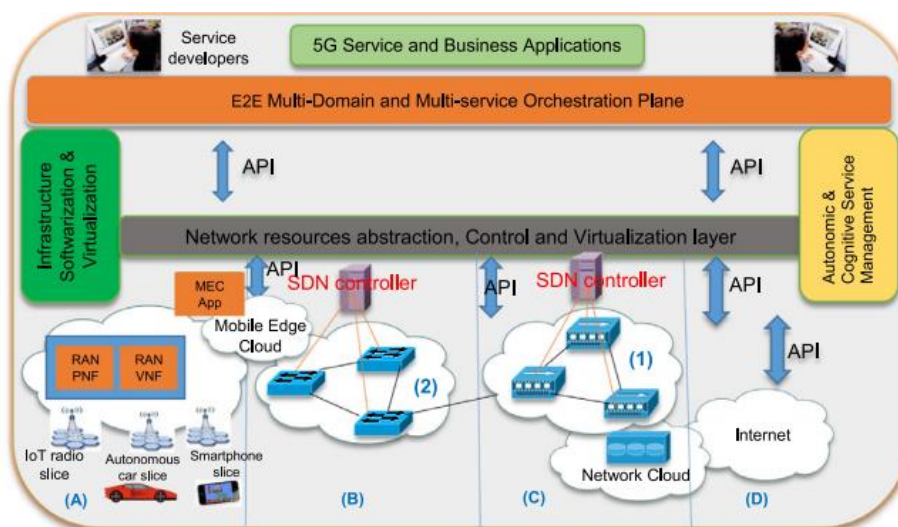 Service
developers
5G Service and Business Applications
E2E Multi-Domain and Multi-service Orchestration Plane
Infrastructure
Softwarization &
Virtualization
API
API
Autonomic &
Cognitive Service
Management
Network resources abstraction, Control and Virtualization layer
MEC
App
API
SDN controller
API
SDN controller
API
Mobile Edge
Cloud
RAN
PNF
RAN
VNF
(2)
(1)
API
IoT radio
slice
Autonomous
car slice
Smartphone
slice
Network Cloud
Internet
(A)
(B)
(C)
(D)